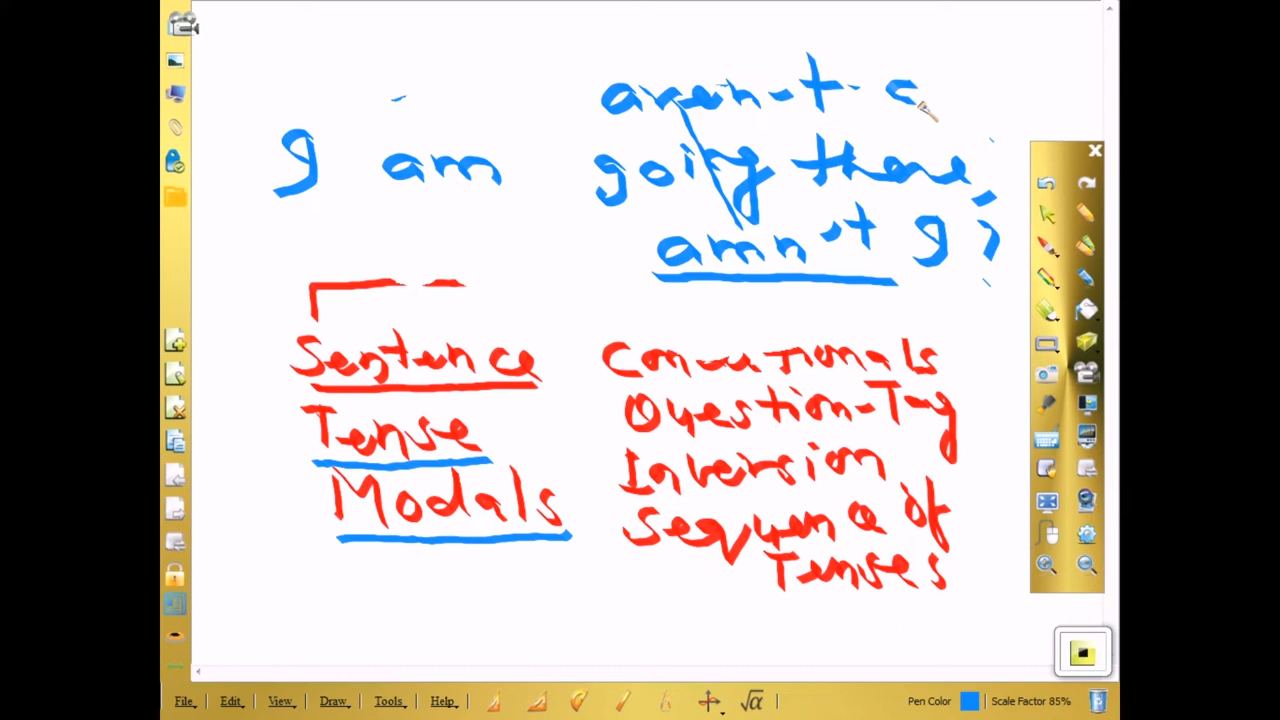 aren't
I am going there,
amn't I?
Sentence
Tense
Modals
Conditionals
Question-Tag
Inversion
Sequence of
Tenses
File Edit View Draw Tools Help
Pen Color
Scale Factor 85%